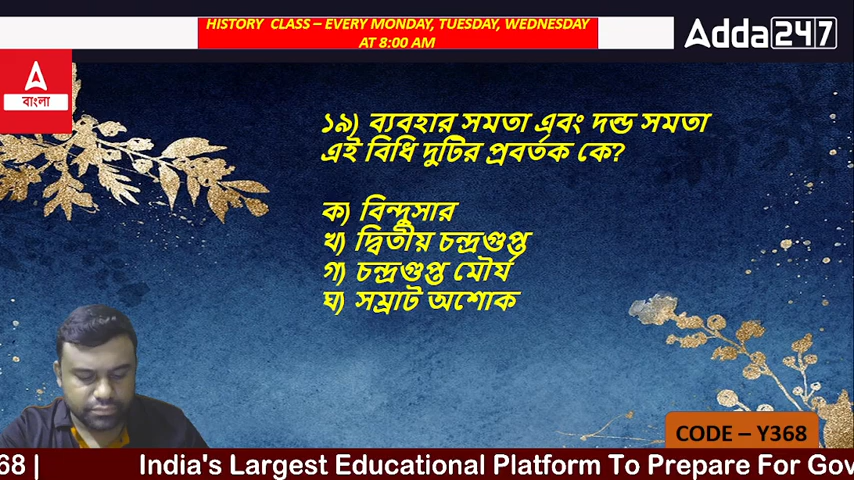 HISTORY CLASS – EVERY MONDAY, TUESDAY, WEDNESDAY
AT 8:00 AM
Adda247
বাংলা
১৯) ব্যবহার সমতা এবং দন্ড সমতা
এই বিধি দুটির প্রবর্তক কে?
ক) বিন্দুসার
খ) দ্বিতীয় চন্দ্রগুপ্ত
গ) চন্দ্রগুপ্ত মৌর্য
ঘ) সম্রাট অশোক
CODE – Y368
68 | India's Largest Educational Platform To Prepare For Gov